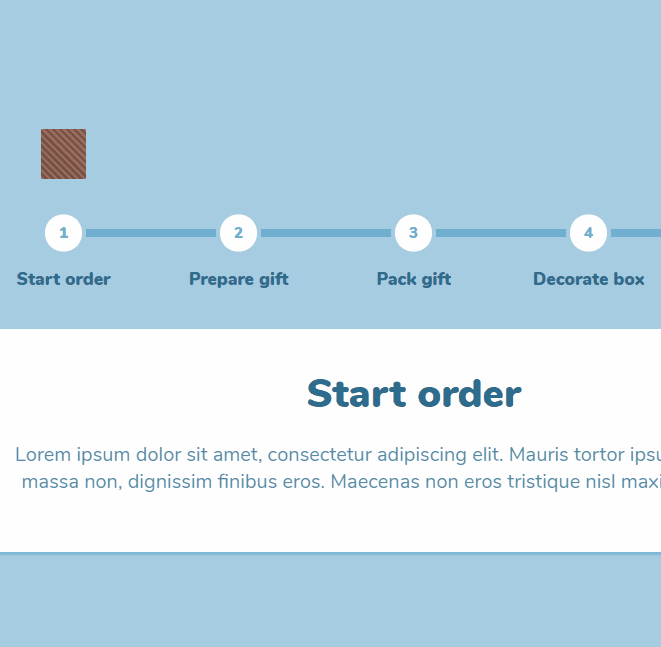 1 2 3 4
Start order Prepare gift Pack gift Decorate box
Start order
Lorem ipsum dolor sit amet, consectetur adipiscing elit. Mauris tortor ipsu
massa non, dignissim finibus eros. Maecenas non eros tristique nisl maxi